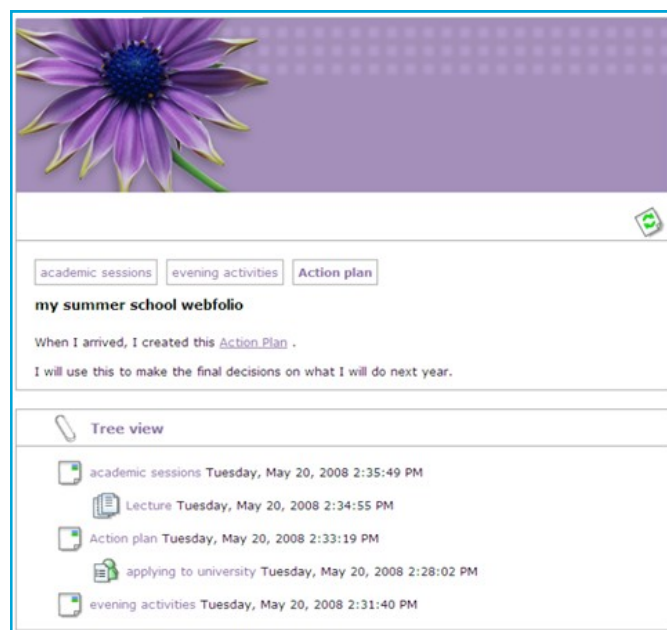 academic sessions evening activities Action plan
my summer school webfolio
When I arrived, I created this Action Plan .
I will use this to make the final decisions on what I will do next year.
Tree view
academic sessions Tuesday, May 20, 2008 2:35:49 PM
Lecture Tuesday, May 20, 2008 2:34:55 PM
Action plan Tuesday, May 20, 2008 2:33:19 PM
applying to university Tuesday, May 20, 2008 2:28:02 PM
evening activities Tuesday, May 20, 2008 2:31:40 PM